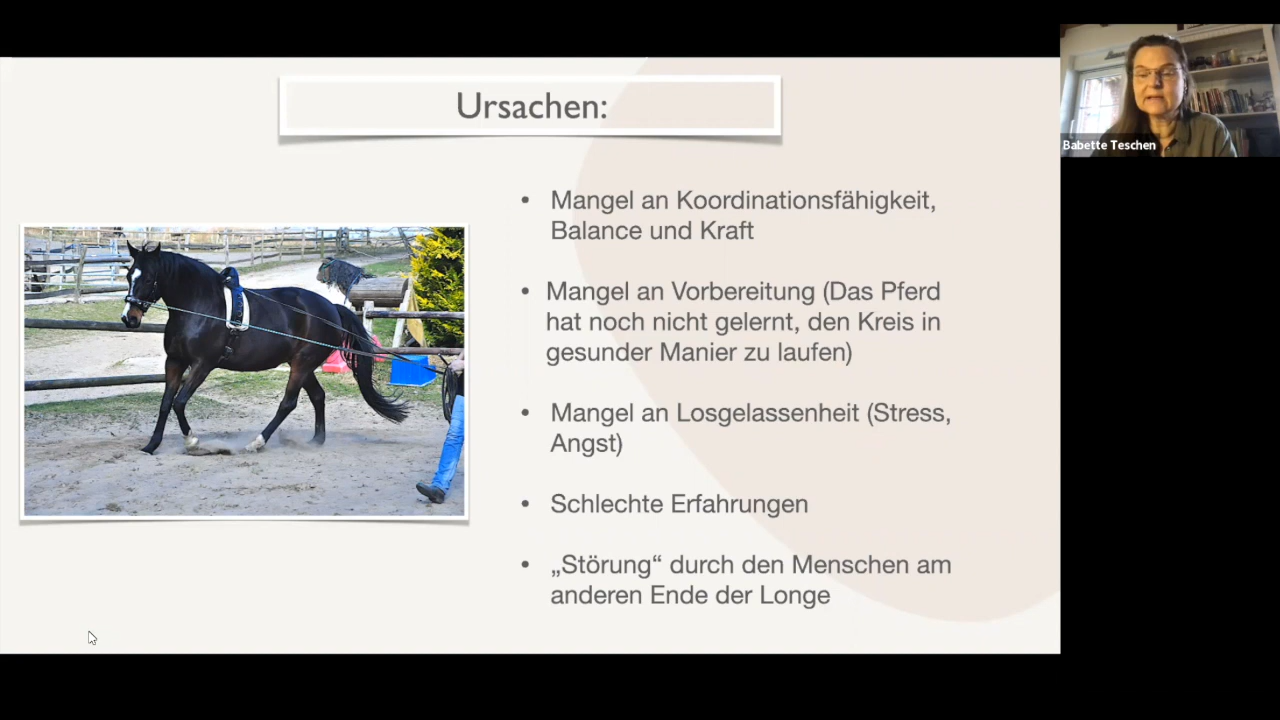 Ursachen:
Babette Teschen
• Mangel an Koordinationsfähigkeit,
Balance und Kraft
• Mangel an Vorbereitung (Das Pferd
hat noch nicht gelernt, den Kreis in
gesunder Manier zu laufen)
• Mangel an Losgelassenheit (Stress,
Angst)
• Schlechte Erfahrungen
• „Störung“ durch den Menschen am
anderen Ende der Longe